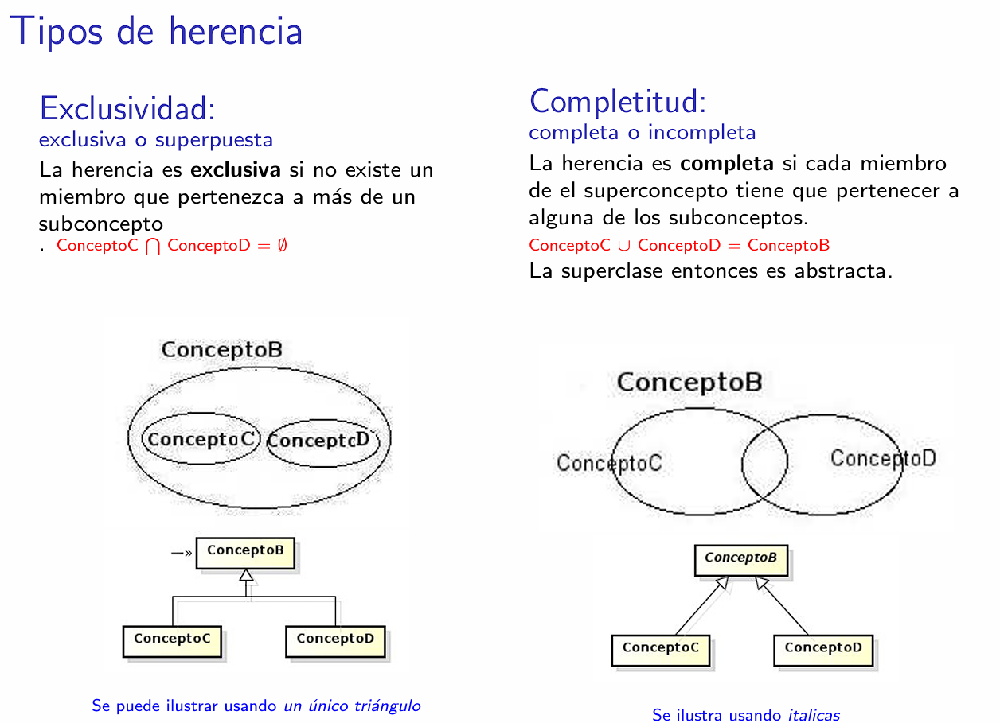 Tipos de herencia
Exclusividad:
exclusiva o superpuesta
La herencia es exclusiva si no existe un
miembro que pertenezca a más de un
subconcepto
. ConceptoC ⋂ ConceptoD = ∅
ConceptoB
ConceptoC ConceptoD
—» ConceptoB
ConceptoC ConceptoD
Se puede ilustrar usando un único triángulo
Completitud:
completa o incompleta
La herencia es completa si cada miembro
de el superconcepto tiene que pertenecer a
alguna de los subconceptos.
ConceptoC ∪ ConceptoD = ConceptoB
La superclase entonces es abstracta.
ConceptoB
ConceptoC ConceptoD
ConceptoB
ConceptoC ConceptoD
Se ilustra usando italicas